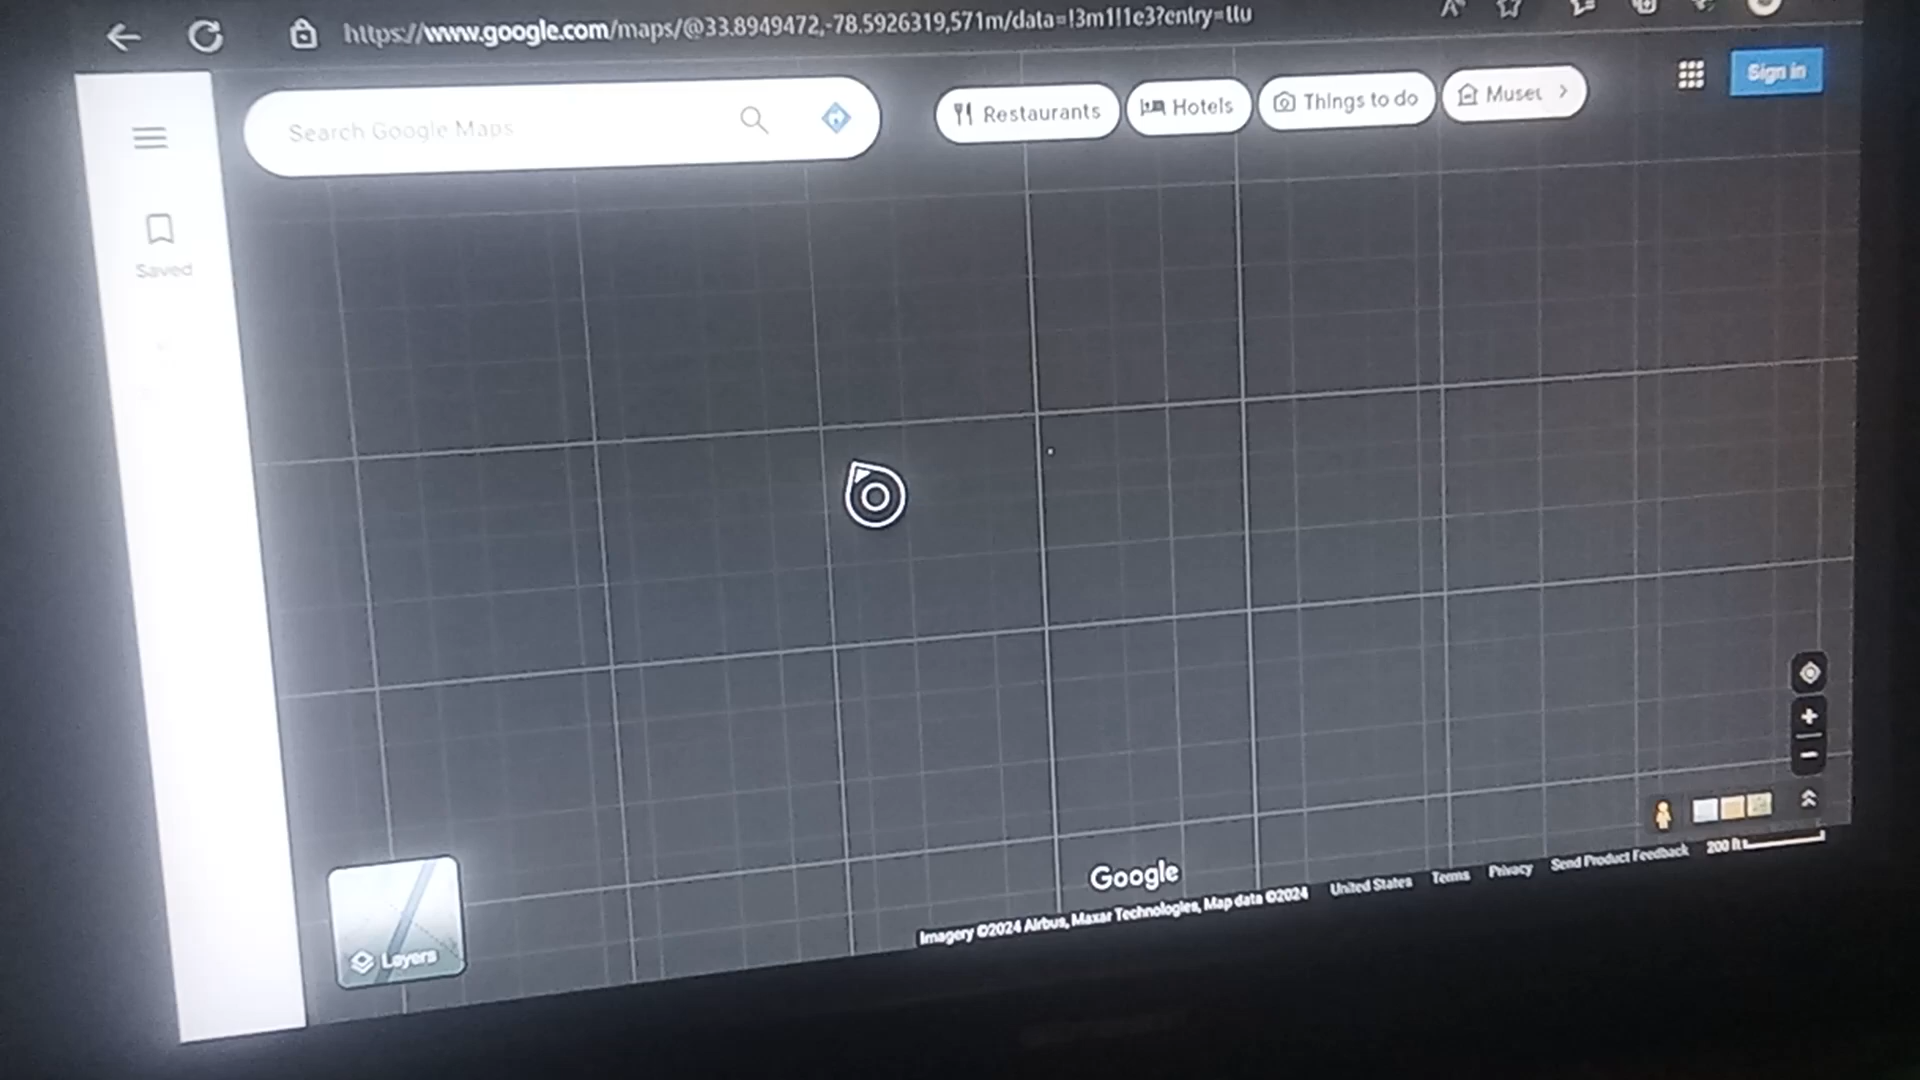 https://www.google.com/maps/@33.8949472,-78.5926319,571m/data=!3m1!1e3?entry=ttu
Search Google Maps
Restaurants
Hotels
Things to do
Museu
Sign in
Saved
Layers
Google
Imagery ©2024 Airbus, Maxar Technologies, Map data ©2024
United States
Terms
Privacy
Send Product Feedback
200 ft